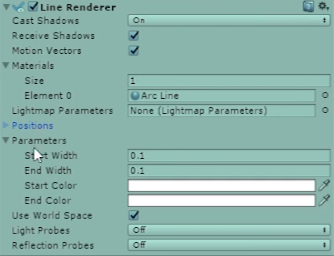 Line Renderer
Cast Shadows On
Receive Shadows
Motion Vectors
Materials
Size 1
Element 0 Arc Line
Lightmap Parameters None (Lightmap Parameters)
Positions
Parameters
Start Width 0.1
End Width 0.1
Start Color
End Color
Use World Space
Light Probes Off
Reflection Probes Off